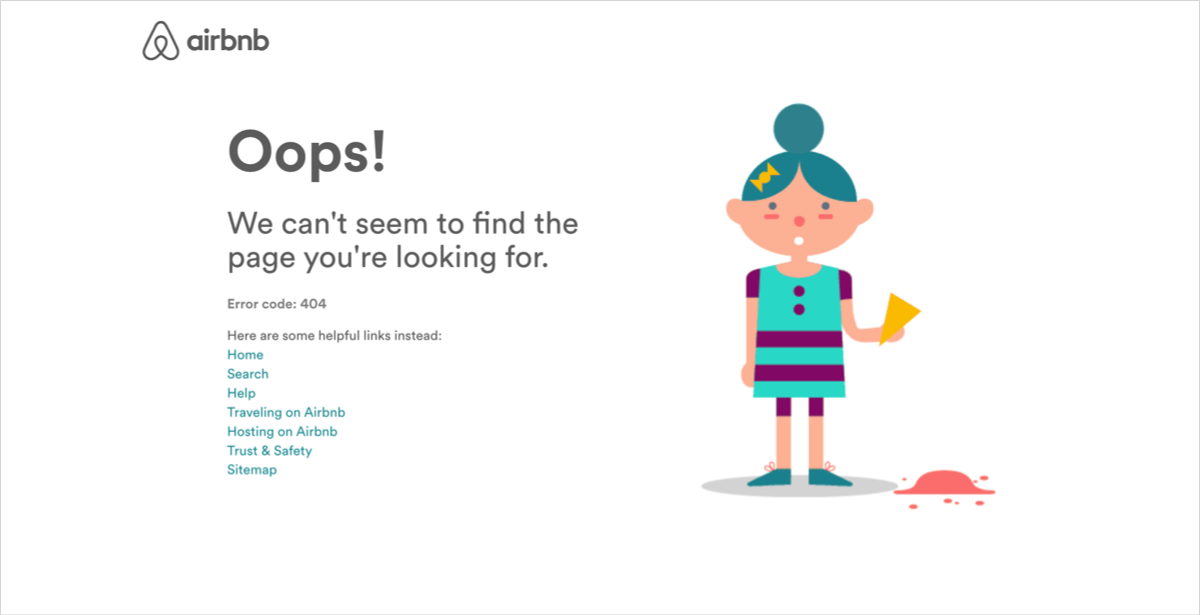 airbnb
Oops!
We can't seem to find the
page you're looking for.
Error code: 404
Here are some helpful links instead:
Home
Search
Help
Traveling on Airbnb
Hosting on Airbnb
Trust & Safety
Sitemap